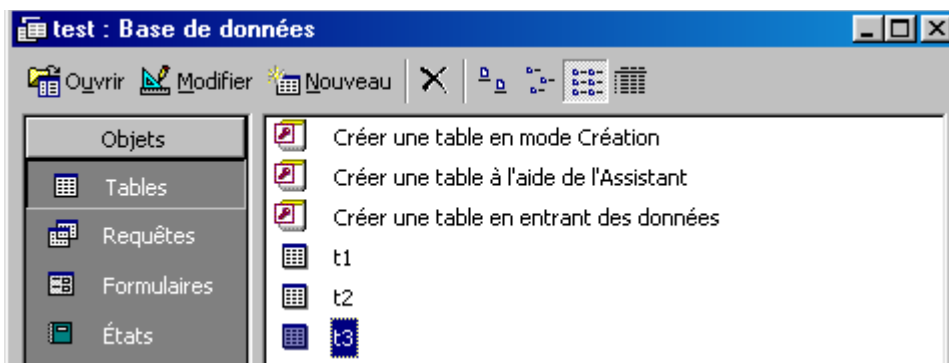 test : Base de données
Ouvrir Modifier Nouveau
Objets
Tables
Requêtes
Formulaires
États
Créer une table en mode Création
Créer une table à l'aide de l'Assistant
Créer une table en entrant des données
t1
t2
t3